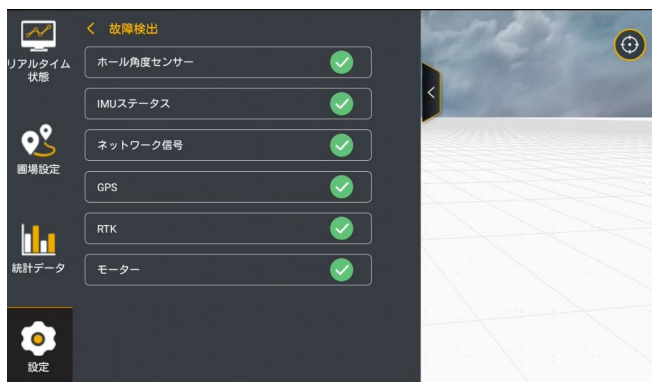 リアルタイム
状態
圃場設定
統計データ
設定
故障検出
ホール角度センサー
IMUステータス
ネットワーク信号
GPS
RTK
モーター